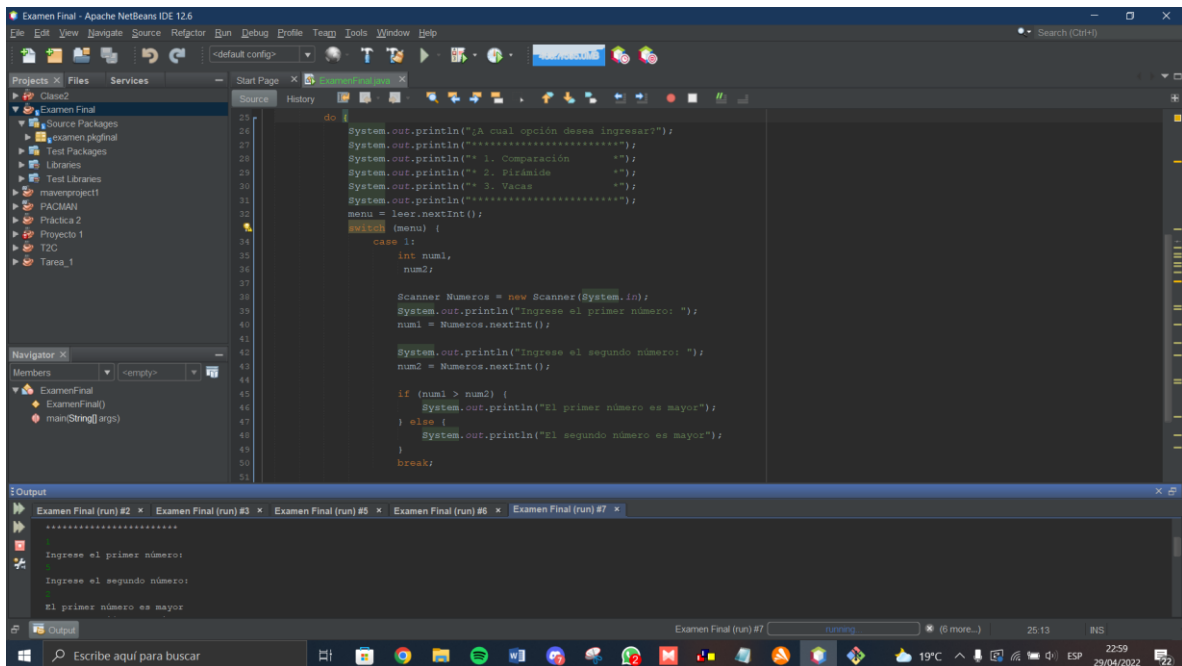 Examen Final - Apache NetBeans IDE 12.6
File Edit View Navigate Source Refactor Run Debug Profile Team Tools Window Help
Search (Ctrl+I)
<default config>
Projects Files Services
Start Page ExamenFinal.java
Source History
Clase2
Examen Final
Source Packages
examen.pkgfinal
Test Packages
Libraries
Test Libraries
mavenproject1
PACMAN
Práctica 2
Proyecto 1
T2C
Tarea_1
25 do {
26 System.out.println("¿A cual opción desea ingresar?");
27 System.out.println("************************");
28 System.out.println("* 1. Comparación *");
29 System.out.println("* 2. Pirámide *");
30 System.out.println("* 3. Vacas *");
31 System.out.println("************************");
32 menu = leer.nextInt();
switch (menu) {
34 case 1:
35 int num1,
36 num2;
37
38 Scanner Numeros = new Scanner(System.in);
39 System.out.println("Ingrese el primer número: ");
40 num1 = Numeros.nextInt();
41
42 System.out.println("Ingrese el segundo número: ");
43 num2 = Numeros.nextInt();
44
45 if (num1 > num2) {
46 System.out.println("El primer número es mayor");
47 } else {
48 System.out.println("El segundo número es mayor");
49 }
50 break;
51
Navigator
Members <empty>
ExamenFinal
ExamenFinal()
main(String[] args)
Output
Examen Final (run) #2 Examen Final (run) #3 Examen Final (run) #5 Examen Final (run) #6 Examen Final (run) #7
************************
1
Ingrese el primer número:
5
Ingrese el segundo número:
2
El primer número es mayor
Output
Examen Final (run) #7 running (6 more...) 25:13 INS
Escribe aquí para buscar
19°C ESP 22:59
29/04/2022
22